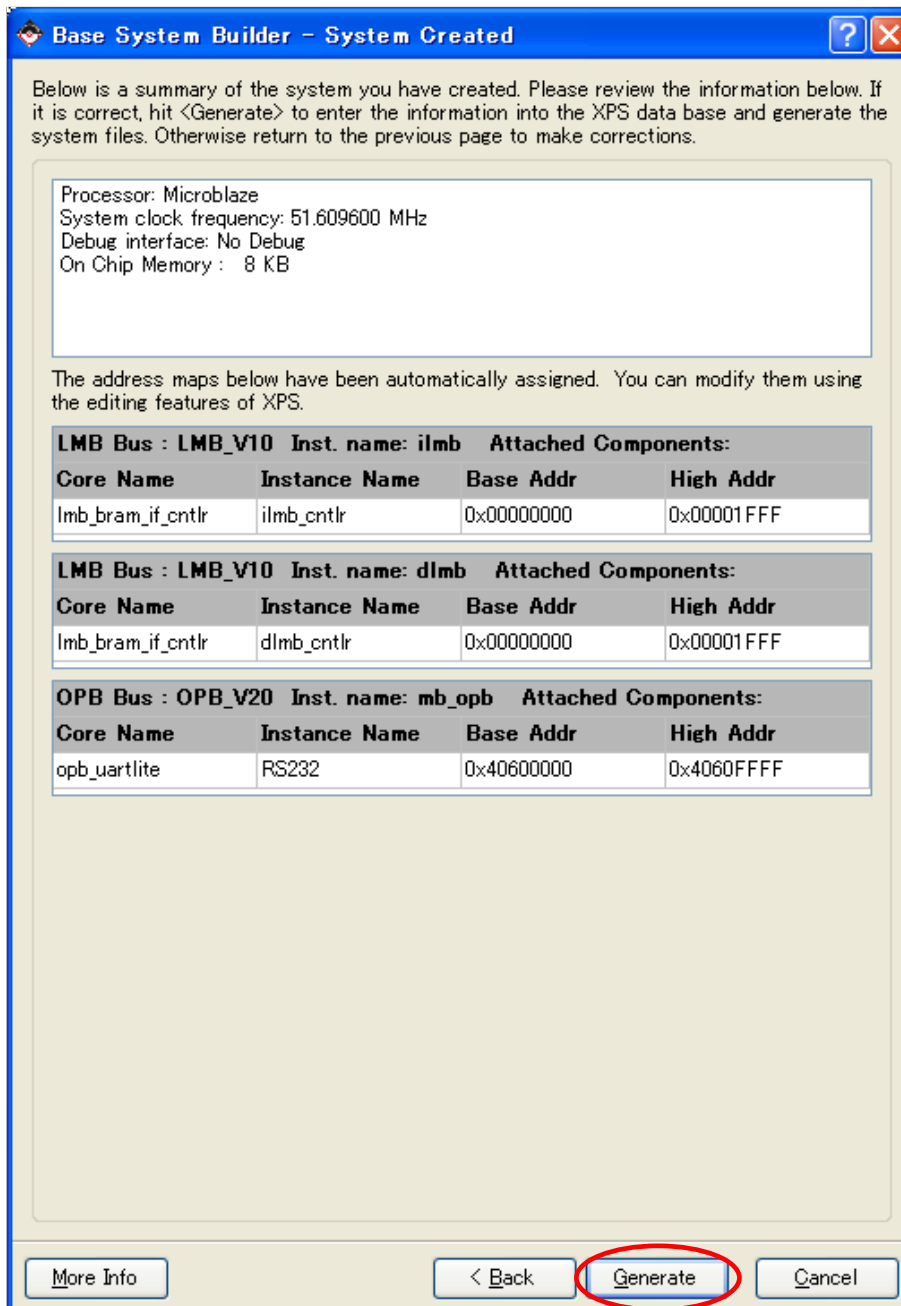 Base System Builder - System Created
Below is a summary of the system you have created. Please review the information below. If
it is correct, hit <Generate> to enter the information into the XPS data base and generate the
system files. Otherwise return to the previous page to make corrections.
Processor: Microblaze
System clock frequency: 51.609600 MHz
Debug interface: No Debug
On Chip Memory : 8 KB
The address maps below have been automatically assigned. You can modify them using
the editing features of XPS.
LMB Bus : LMB_V10 Inst. name: ilmb Attached Components:
Core Name Instance Name Base Addr High Addr
lmb_bram_if_cntlr ilmb_cntlr 0x00000000 0x00001FFF
LMB Bus : LMB_V10 Inst. name: dlmb Attached Components:
Core Name Instance Name Base Addr High Addr
lmb_bram_if_cntlr dlmb_cntlr 0x00000000 0x00001FFF
OPB Bus : OPB_V20 Inst. name: mb_opb Attached Components:
Core Name Instance Name Base Addr High Addr
opb_uartlite RS232 0x40600000 0x4060FFFF
More Info < Back Generate Cancel